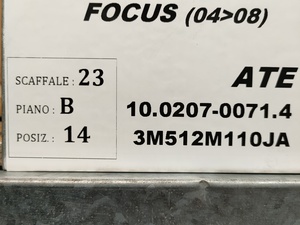 FOCUS (04>08)
SCAFFALE : 23
PIANO : B
POSIZ. : 14
ATE
10.0207-0071.4
3M512M110JA